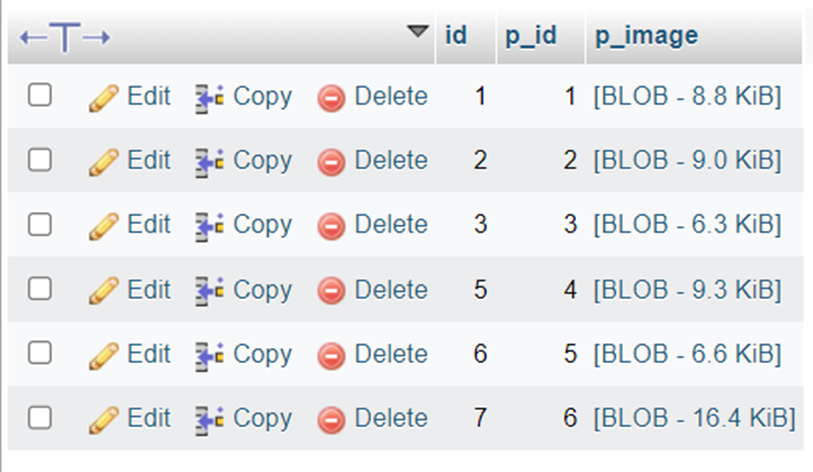 ←T→ id p_id p_image
Edit Copy Delete 1 1 [BLOB - 8.8 KiB]
Edit Copy Delete 2 2 [BLOB - 9.0 KiB]
Edit Copy Delete 3 3 [BLOB - 6.3 KiB]
Edit Copy Delete 5 4 [BLOB - 9.3 KiB]
Edit Copy Delete 6 5 [BLOB - 6.6 KiB]
Edit Copy Delete 7 6 [BLOB - 16.4 KiB]